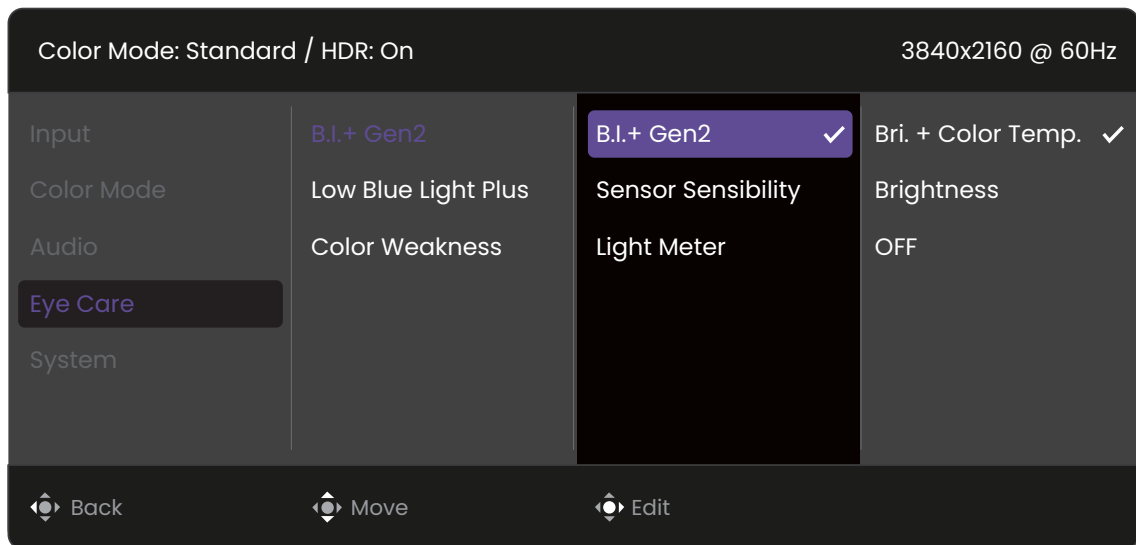 Color Mode: Standard / HDR: On
3840x2160 @ 60Hz
Input
Color Mode
Audio
Eye Care
System
B.I.+ Gen2
Low Blue Light Plus
Color Weakness
B.I.+ Gen2
Sensor Sensibility
Light Meter
Bri. + Color Temp.
Brightness
OFF
Back
Move
Edit